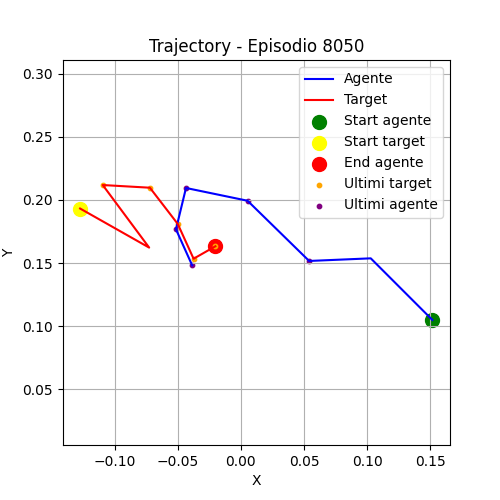 Trajectory - Episodio 8050
Agente
Target
Start agente
Start target
End agente
Ultimi target
Ultimi agente
Y
0.30
0.25
0.20
0.15
0.10
0.05
−0.10
−0.05
0.00
0.05
0.10
0.15
X